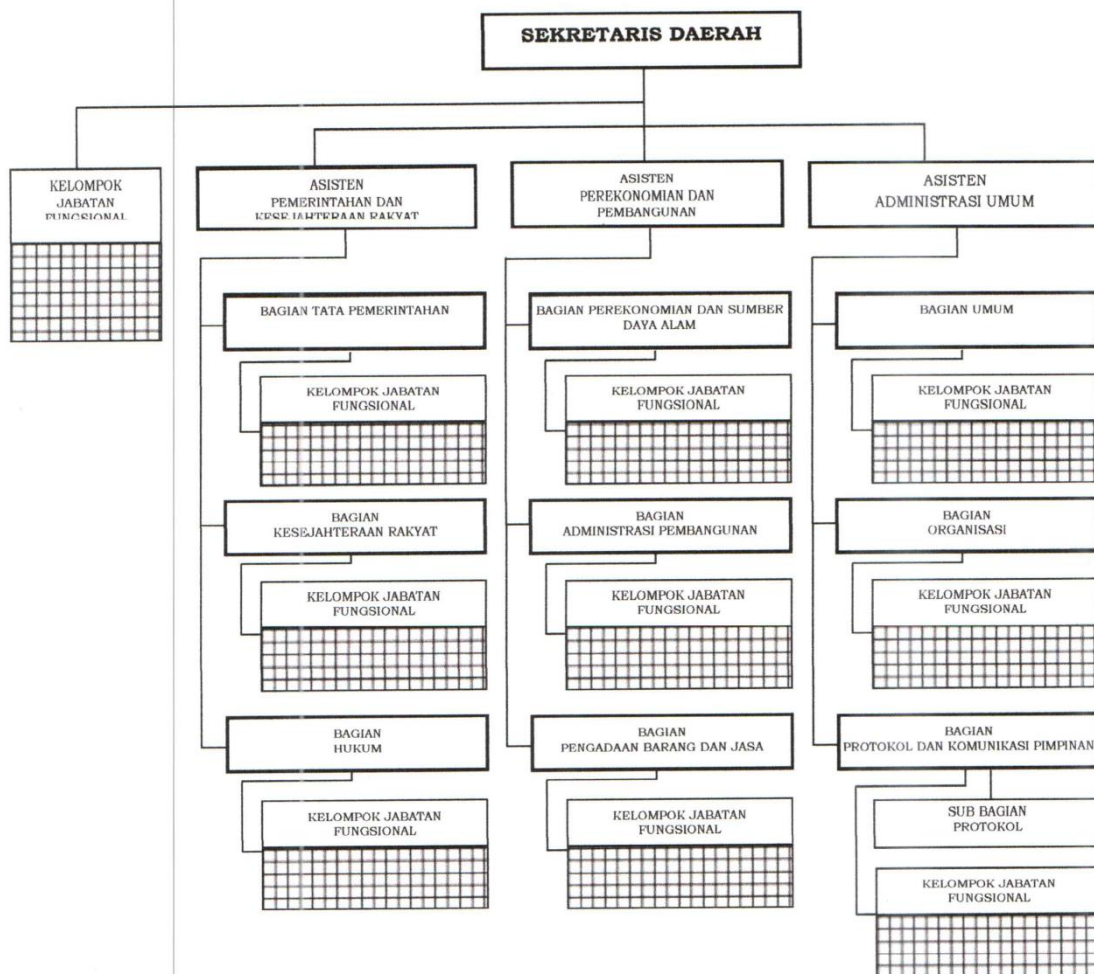 SEKRETARIS DAERAH
KELOMPOK
JABATAN
FUNGSIONAL
ASISTEN
PEMERINTAHAN DAN
KESEJAHTERAAN RAKYAT
ASISTEN
PEREKONOMIAN DAN
PEMBANGUNAN
ASISTEN
ADMINISTRASI UMUM
BAGIAN TATA PEMERINTAHAN
BAGIAN PEREKONOMIAN DAN SUMBER
DAYA ALAM
BAGIAN UMUM
KELOMPOK JABATAN
FUNGSIONAL
KELOMPOK JABATAN
FUNGSIONAL
KELOMPOK JABATAN
FUNGSIONAL
BAGIAN
KESEJAHTERAAN RAKYAT
BAGIAN
ADMINISTRASI PEMBANGUNAN
BAGIAN
ORGANISASI
KELOMPOK JABATAN
FUNGSIONAL
KELOMPOK JABATAN
FUNGSIONAL
KELOMPOK JABATAN
FUNGSIONAL
BAGIAN
HUKUM
BAGIAN
PENGADAAN BARANG DAN JASA
BAGIAN
PROTOKOL DAN KOMUNIKASI PIMPINAN
KELOMPOK JABATAN
FUNGSIONAL
KELOMPOK JABATAN
FUNGSIONAL
SUB BAGIAN
PROTOKOL
KELOMPOK JABATAN
FUNGSIONAL